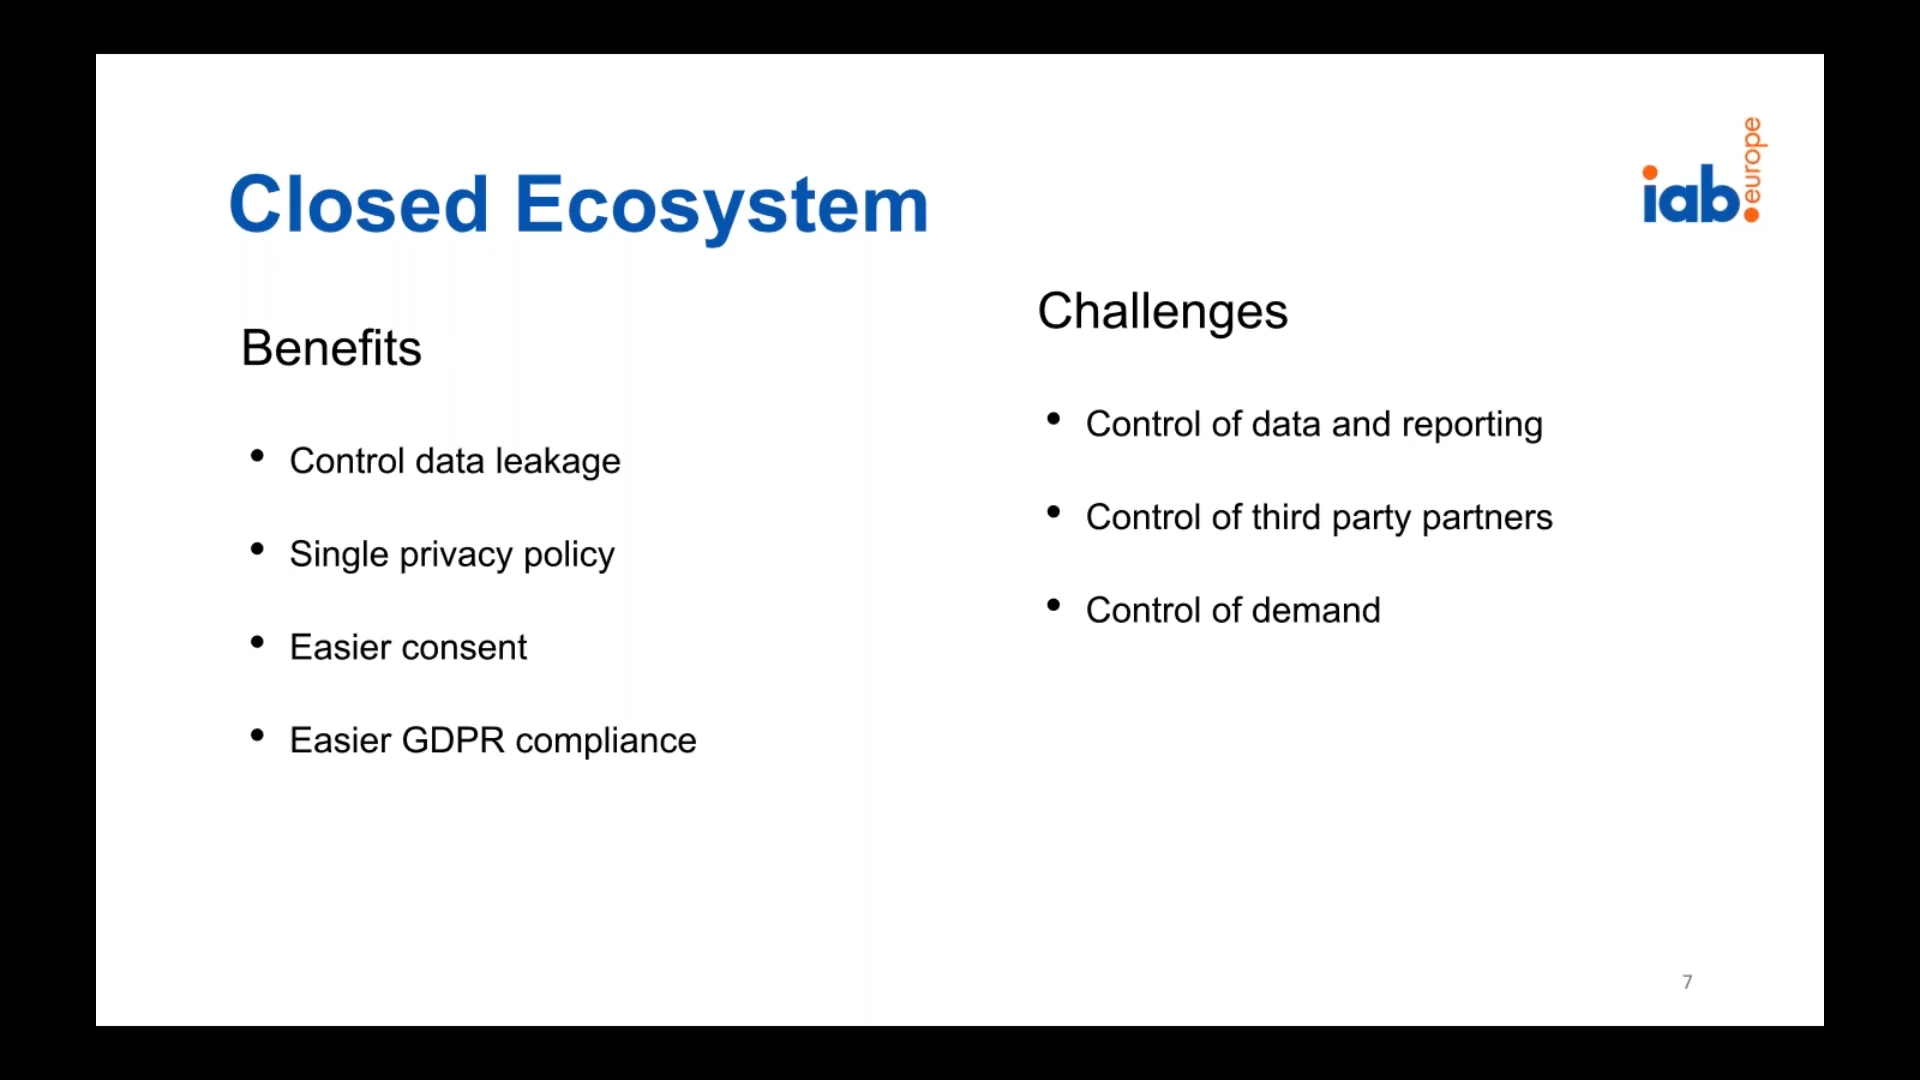 Closed Ecosystem
iab europe
Benefits
• Control data leakage
• Single privacy policy
• Easier consent
• Easier GDPR compliance
Challenges
• Control of data and reporting
• Control of third party partners
• Control of demand
7